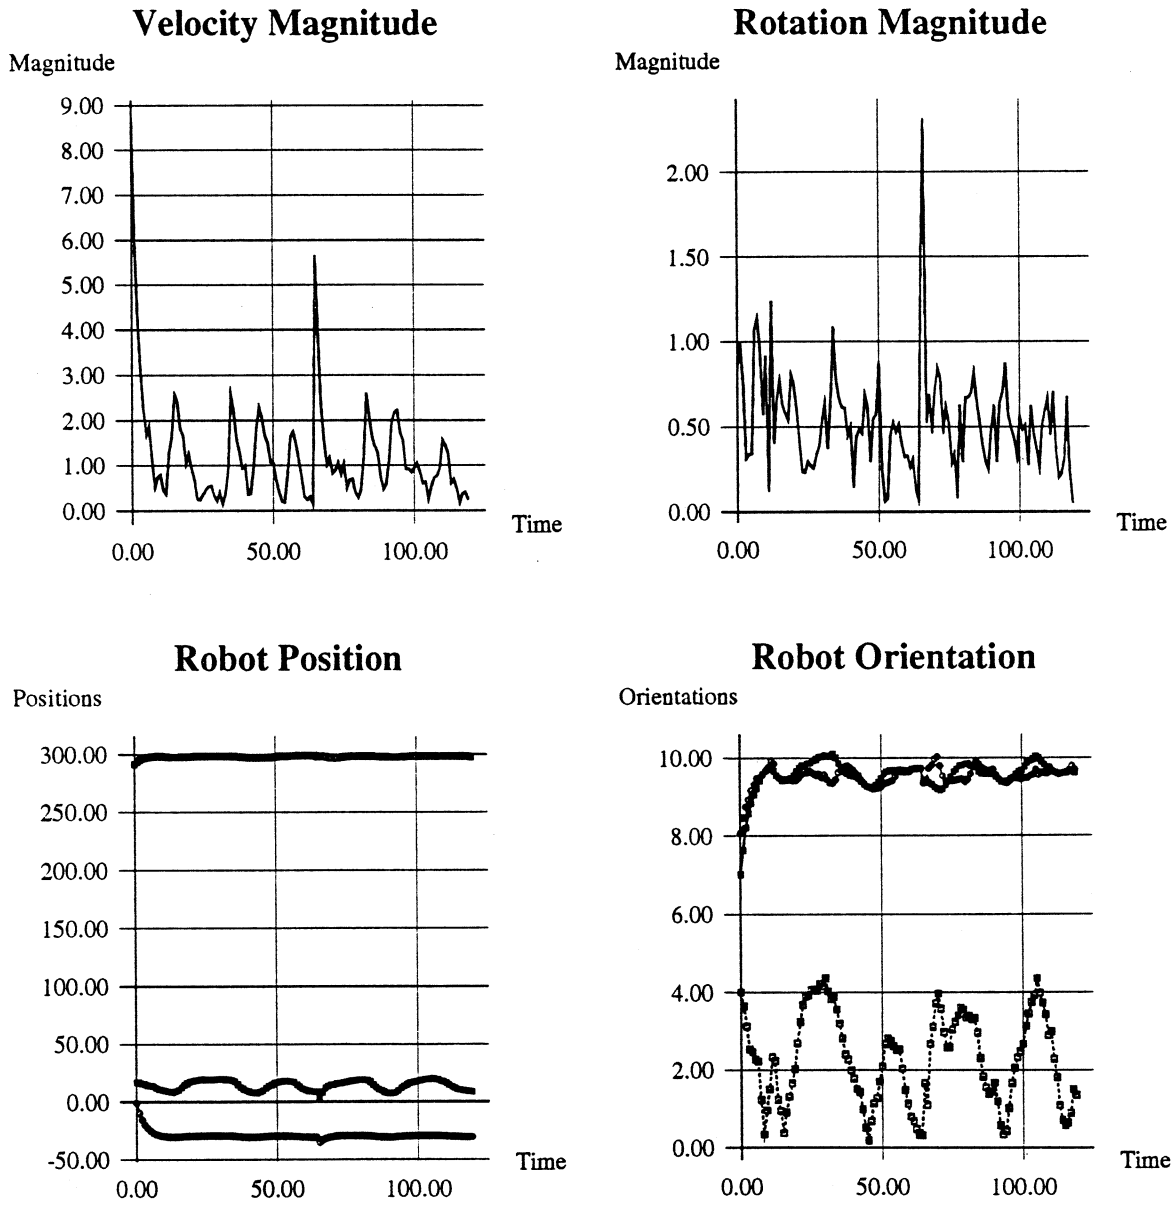 Velocity Magnitude
Magnitude
9.00
8.00
7.00
6.00
5.00
4.00
3.00
2.00
1.00
0.00
Time
0.00 50.00 100.00
Rotation Magnitude
Magnitude
2.00
1.50
1.00
0.50
0.00
Time
0.00 50.00 100.00
Robot Position
Positions
300.00
250.00
200.00
150.00
100.00
50.00
0.00
-50.00
Time
0.00 50.00 100.00
Robot Orientation
Orientations
10.00
8.00
6.00
4.00
2.00
0.00
Time
0.00 50.00 100.00